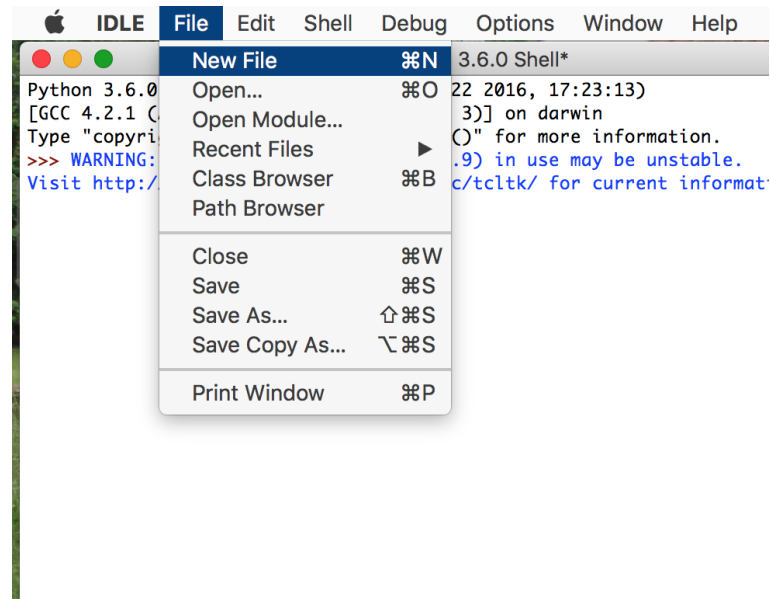 IDLE File Edit Shell Debug Options Window Help
3.6.0 Shell*
New File ⌘N
Open... ⌘O
Open Module...
Recent Files ▶
Class Browser ⌘B
Path Browser
Close ⌘W
Save ⌘S
Save As... ⇧⌘S
Save Copy As... ⌥⌘S
Print Window ⌘P
Python 3.6.0 22 2016, 17:23:13)
[GCC 4.2.1 ( 3)] on darwin
Type "copyri ()" for more information.
>>> WARNING: .9) in use may be unstable.
Visit http:/ c/tcltk/ for current informat